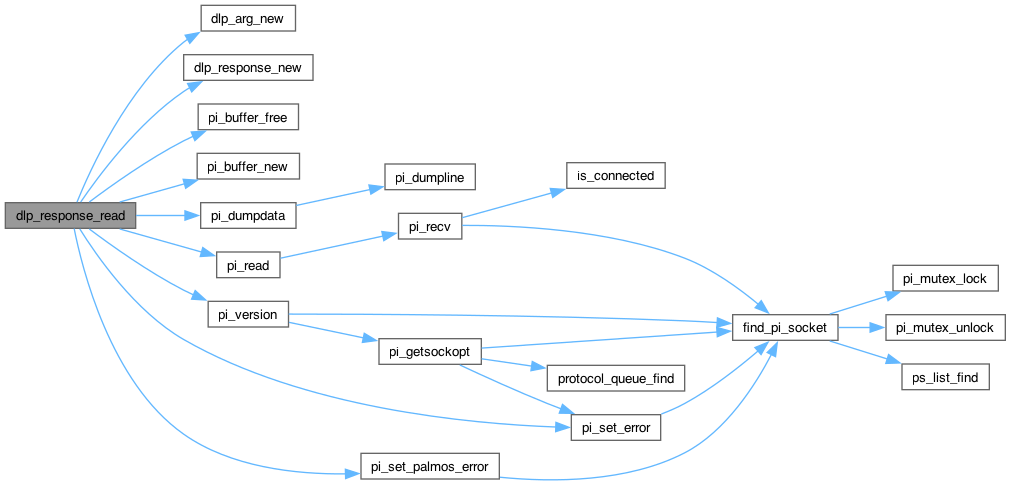 dlp_arg_new
dlp_response_new
pi_buffer_free
pi_buffer_new
is_connected
pi_dumpline
dlp_response_read
pi_dumpdata
pi_recv
pi_read
pi_mutex_lock
pi_version
find_pi_socket
pi_mutex_unlock
pi_getsockopt
protocol_queue_find
ps_list_find
pi_set_error
pi_set_palmos_error